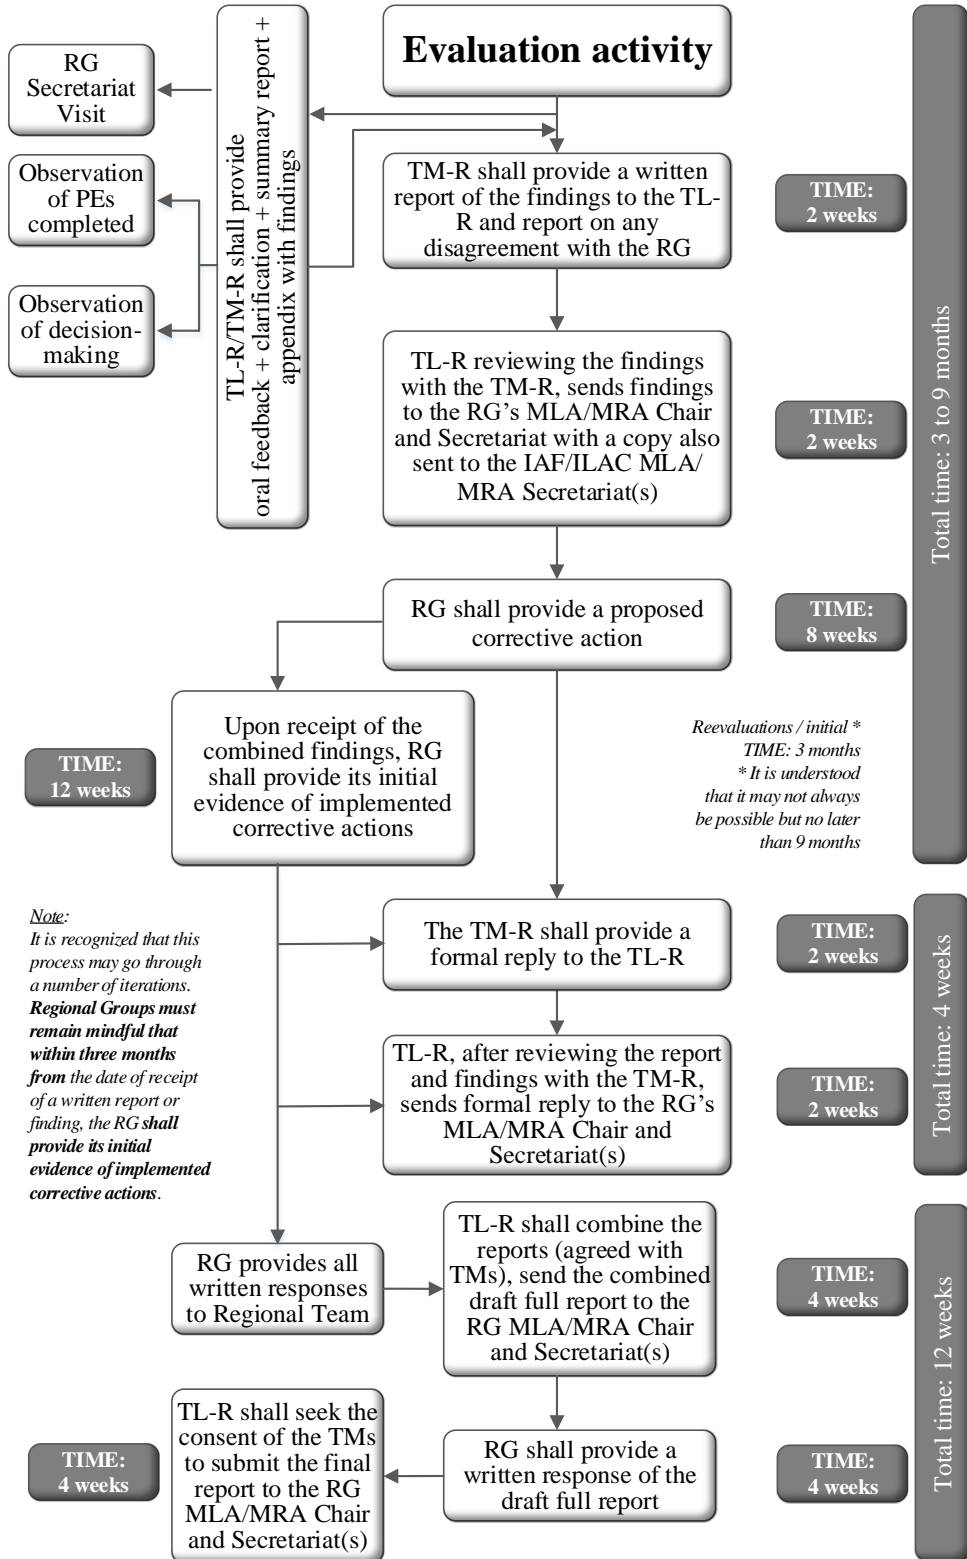 Evaluation activity
RG
Secretariat
Visit
Observation
of PEs
completed
Observation
of decision-
making
TL-R/TM-R shall provide
oral feedback + clarification + summary report +
appendix with findings
TM-R shall provide a written
report of the findings to the TL-
R and report on any
disagreement with the RG
TIME:
2 weeks
TL-R reviewing the findings
with the TM-R, sends findings
to the RG’s MLA/MRA Chair
and Secretariat with a copy also
sent to the IAF/ILAC MLA/
MRA Secretariat(s)
TIME:
2 weeks
Total time: 3 to 9 months
RG shall provide a proposed
corrective action
TIME:
8 weeks
TIME:
12 weeks
Upon receipt of the
combined findings, RG
shall provide its initial
evidence of implemented
corrective actions
Reevaluations / initial *
TIME: 3 months
* It is understood
that it may not always
be possible but no later
than 9 months
Note:
It is recognized that this
process may go through
a number of iterations.
Regional Groups must
remain mindful that
within three months
from the date of receipt
of a written report or
finding, the RG shall
provide its initial
evidence of implemented
corrective actions.
The TM-R shall provide a
formal reply to the TL-R
TIME:
2 weeks
TL-R, after reviewing the report
and findings with the TM-R,
sends formal reply to the RG’s
MLA/MRA Chair and
Secretariat(s)
TIME:
2 weeks
Total time: 4 weeks
RG provides all
written responses
to Regional Team
TL-R shall combine the
reports (agreed with
TMs), send the combined
draft full report to the
RG MLA/MRA Chair
and Secretariat(s)
TIME:
4 weeks
TIME:
4 weeks
TL-R shall seek the
consent of the TMs
to submit the final
report to the RG
MLA/MRA Chair
and Secretariat(s)
RG shall provide a
written response of the
draft full report
TIME:
4 weeks
Total time: 12 weeks